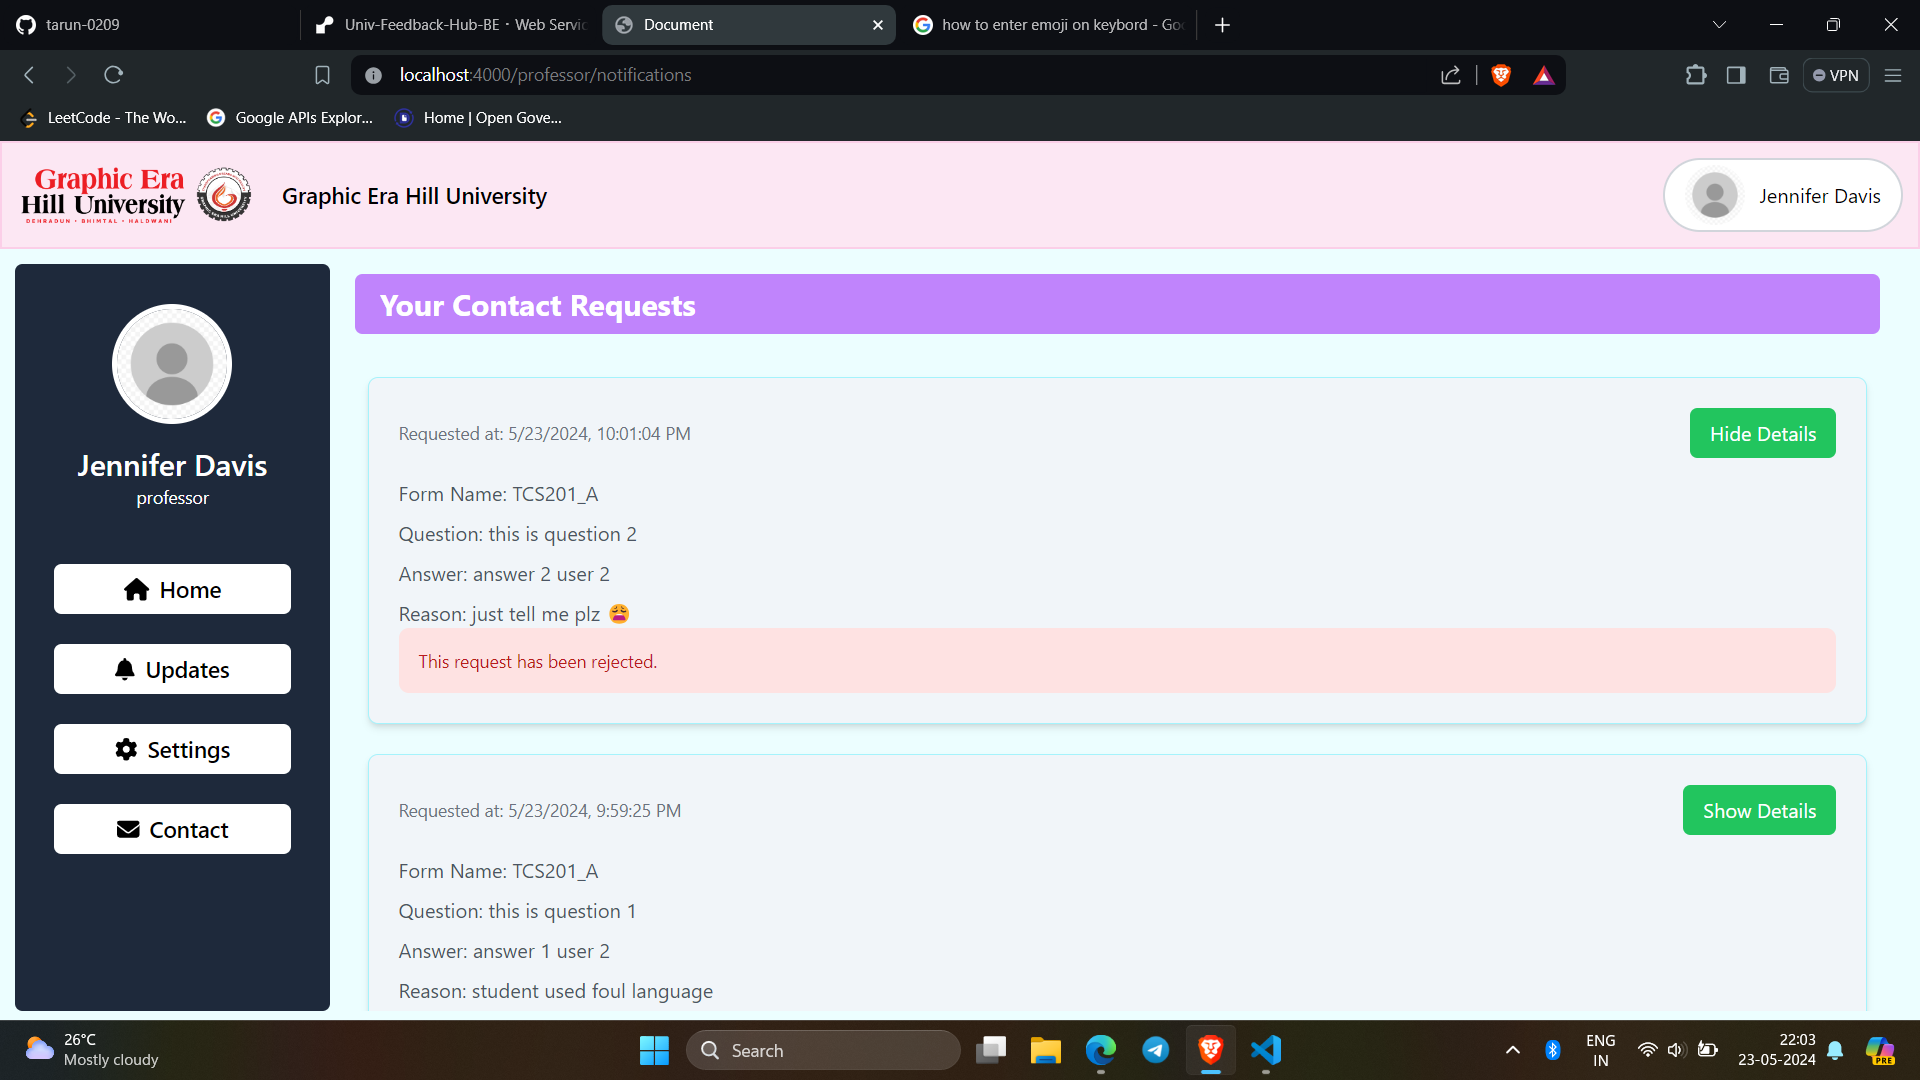 tarun-0209
Univ-Feedback-Hub-BE · Web Servic
Document
how to enter emoji on keybord - Goo
localhost:4000/professor/notifications
VPN
LeetCode - The Wo...
Google APIs Explor...
Home | Open Gove...
Graphic Era
Hill University
DEHRADUN • BHIMTAL • HALDWANI
Graphic Era Hill University
Jennifer Davis
Your Contact Requests
Jennifer Davis
professor
Home
Updates
Settings
Contact
Requested at: 5/23/2024, 10:01:04 PM
Hide Details
Form Name: TCS201_A
Question: this is question 2
Answer: answer 2 user 2
Reason: just tell me plz 😩
This request has been rejected.
Requested at: 5/23/2024, 9:59:25 PM
Show Details
Form Name: TCS201_A
Question: this is question 1
Answer: answer 1 user 2
Reason: student used foul language
26°C
Mostly cloudy
Search
ENG
IN
22:03
23-05-2024
PRE